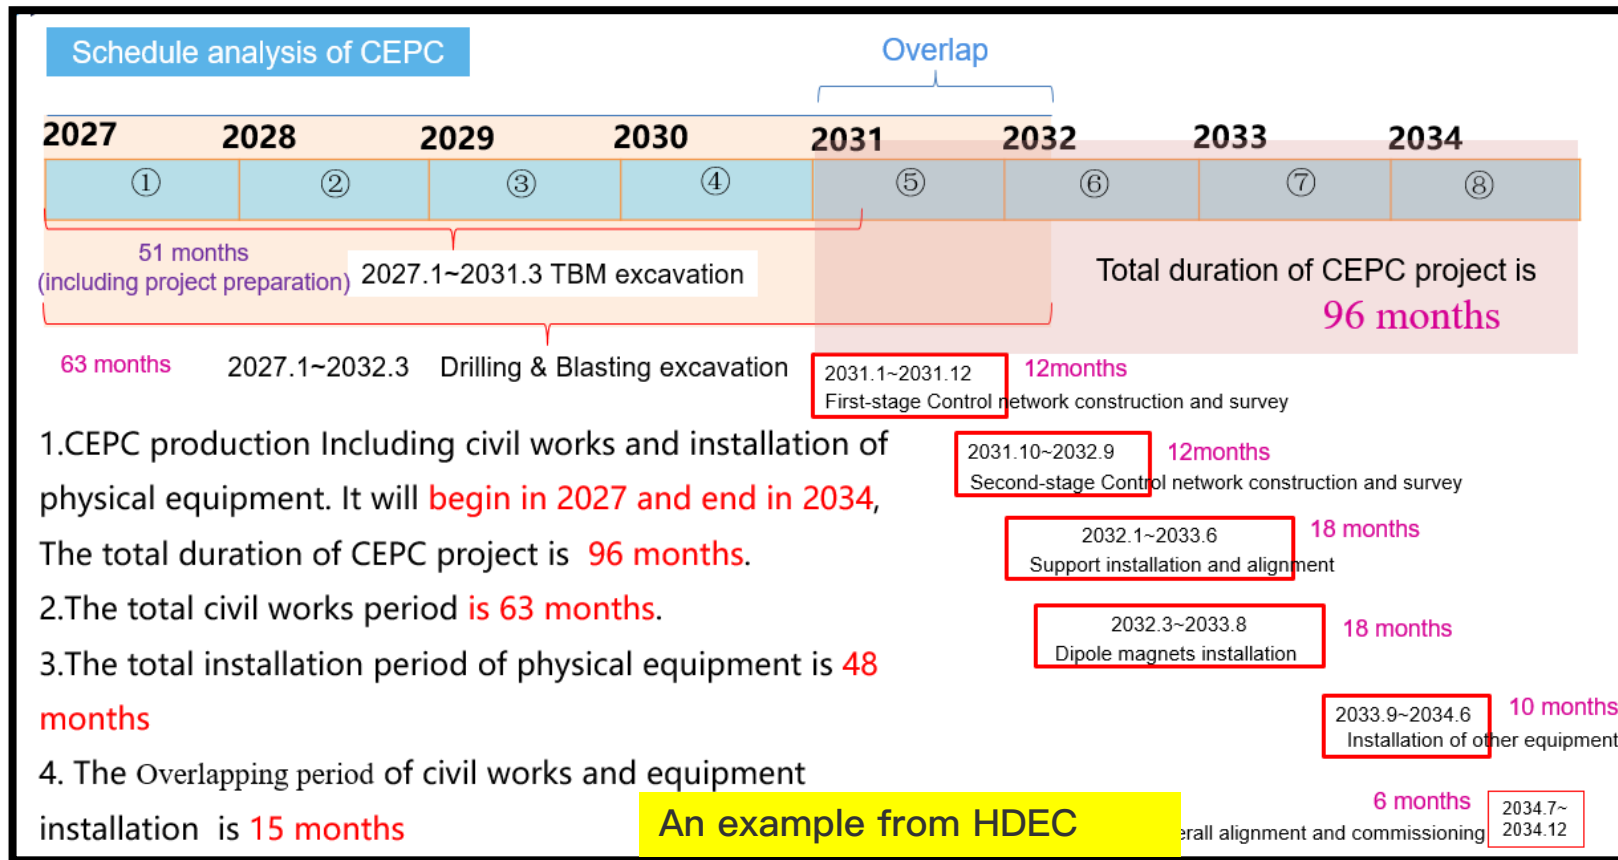 Schedule analysis of CEPC
Overlap
2027 2028 2029 2030 2031 2032 2033 2034
① ② ③ ④ ⑤ ⑥ ⑦ ⑧
51 months
(including project preparation)
2027.1~2031.3 TBM excavation
Total duration of CEPC project is
96 months
63 months 2027.1~2032.3 Drilling & Blasting excavation
2031.1~2031.12 12months
First-stage Control network construction and survey
2031.10~2032.9 12months
Second-stage Control network construction and survey
2032.1~2033.6 18 months
Support installation and alignment
2032.3~2033.8 18 months
Dipole magnets installation
2033.9~2034.6 10 months
Installation of other equipment
6 months 2034.7~
2034.12
erall alignment and commissioning
1.CEPC production Including civil works and installation of
physical equipment. It will begin in 2027 and end in 2034,
The total duration of CEPC project is 96 months.
2.The total civil works period is 63 months.
3.The total installation period of physical equipment is 48
months
4. The Overlapping period of civil works and equipment
installation is 15 months
An example from HDEC